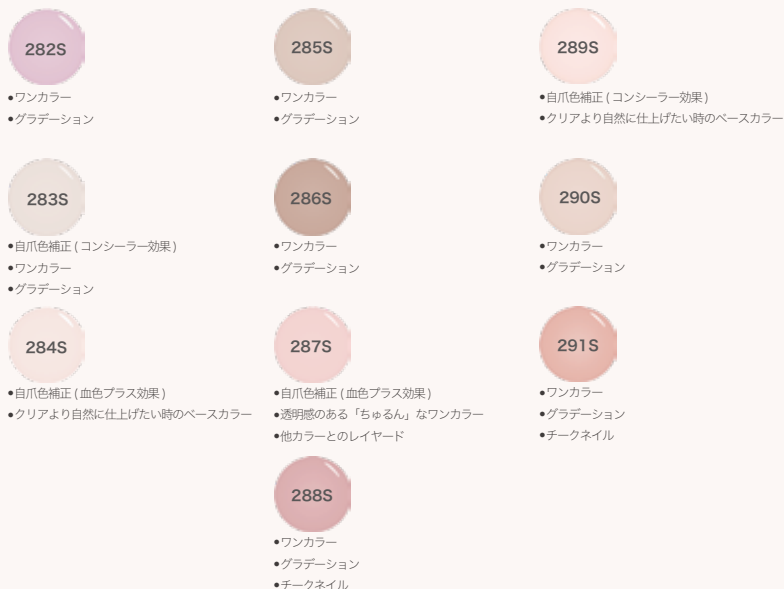 282S
●ワンカラー
●グラデーション
283S
●自爪色補正 ( コンシーラー効果 )
●ワンカラー
●グラデーション
284S
●自爪色補正 ( 血色プラス効果 )
●クリアより自然に仕上げたい時のベースカラー
285S
●ワンカラー
●グラデーション
286S
●ワンカラー
●グラデーション
287S
●自爪色補正 ( 血色プラス効果 )
●透明感のある「ちゅるん」なワンカラー
●他カラーとのレイヤード
288S
●ワンカラー
●グラデーション
●チークネイル
289S
●自爪色補正 ( コンシーラー効果 )
●クリアより自然に仕上げたい時のベースカラー
290S
●ワンカラー
●グラデーション
291S
●ワンカラー
●グラデーション
●チークネイル